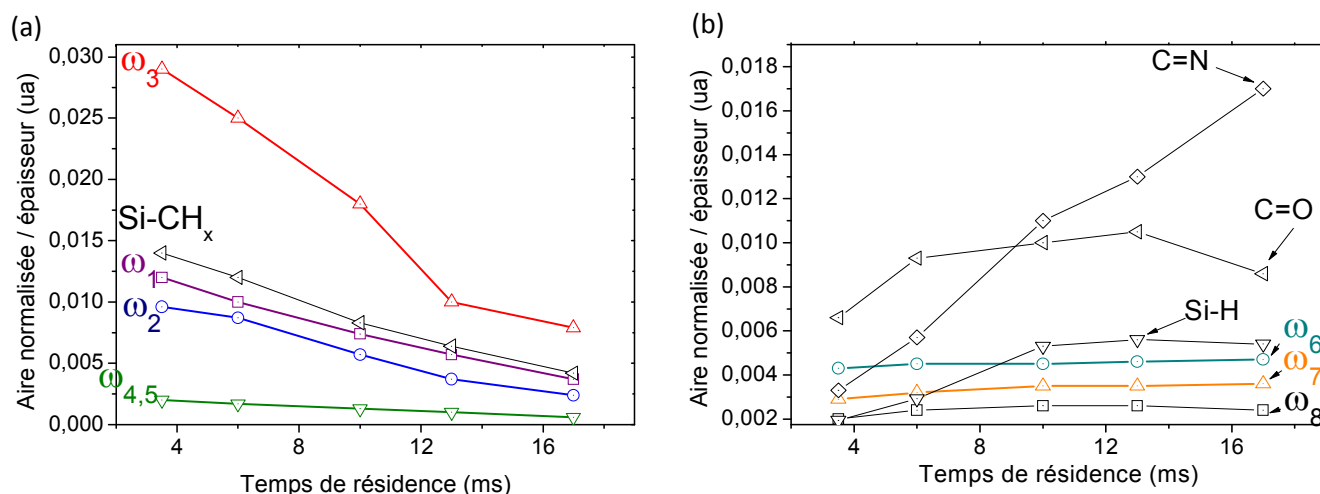 (a)
0,030
0,025
0,020
0,015
0,010
0,005
0,000
Aire normalisée / épaisseur (ua)
ω3
Si-CHx
ω1
ω2
ω4,5
4
8
12
16
Temps de résidence (ms)
(b)
0,018
0,016
0,014
0,012
0,010
0,008
0,006
0,004
0,002
Aire normalisée / épaisseur (ua)
C=N
C=O
Si-H
ω6
ω7
ω8
4
8
12
16
Temps de résidence (ms)